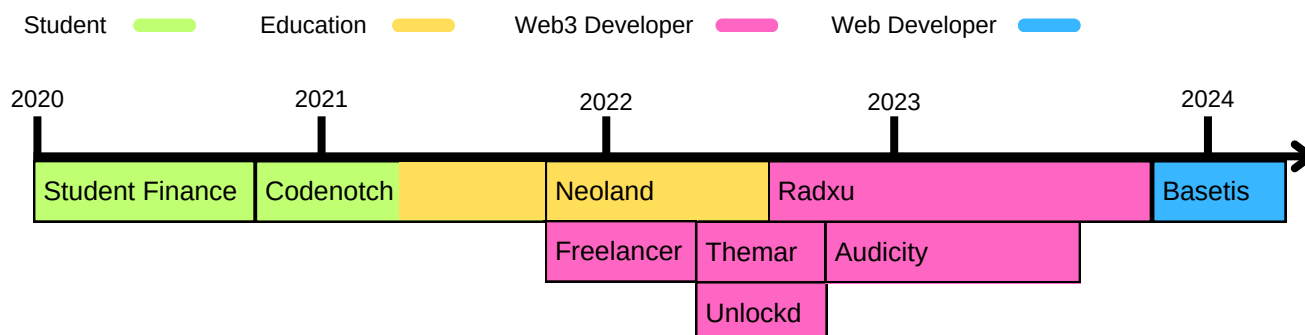 Student Education Web3 Developer Web Developer
2020 2021 2022 2023 2024
Student Finance Codenotch Neoland Radxu Basetis
Freelancer Themar Audicity
Unlockd